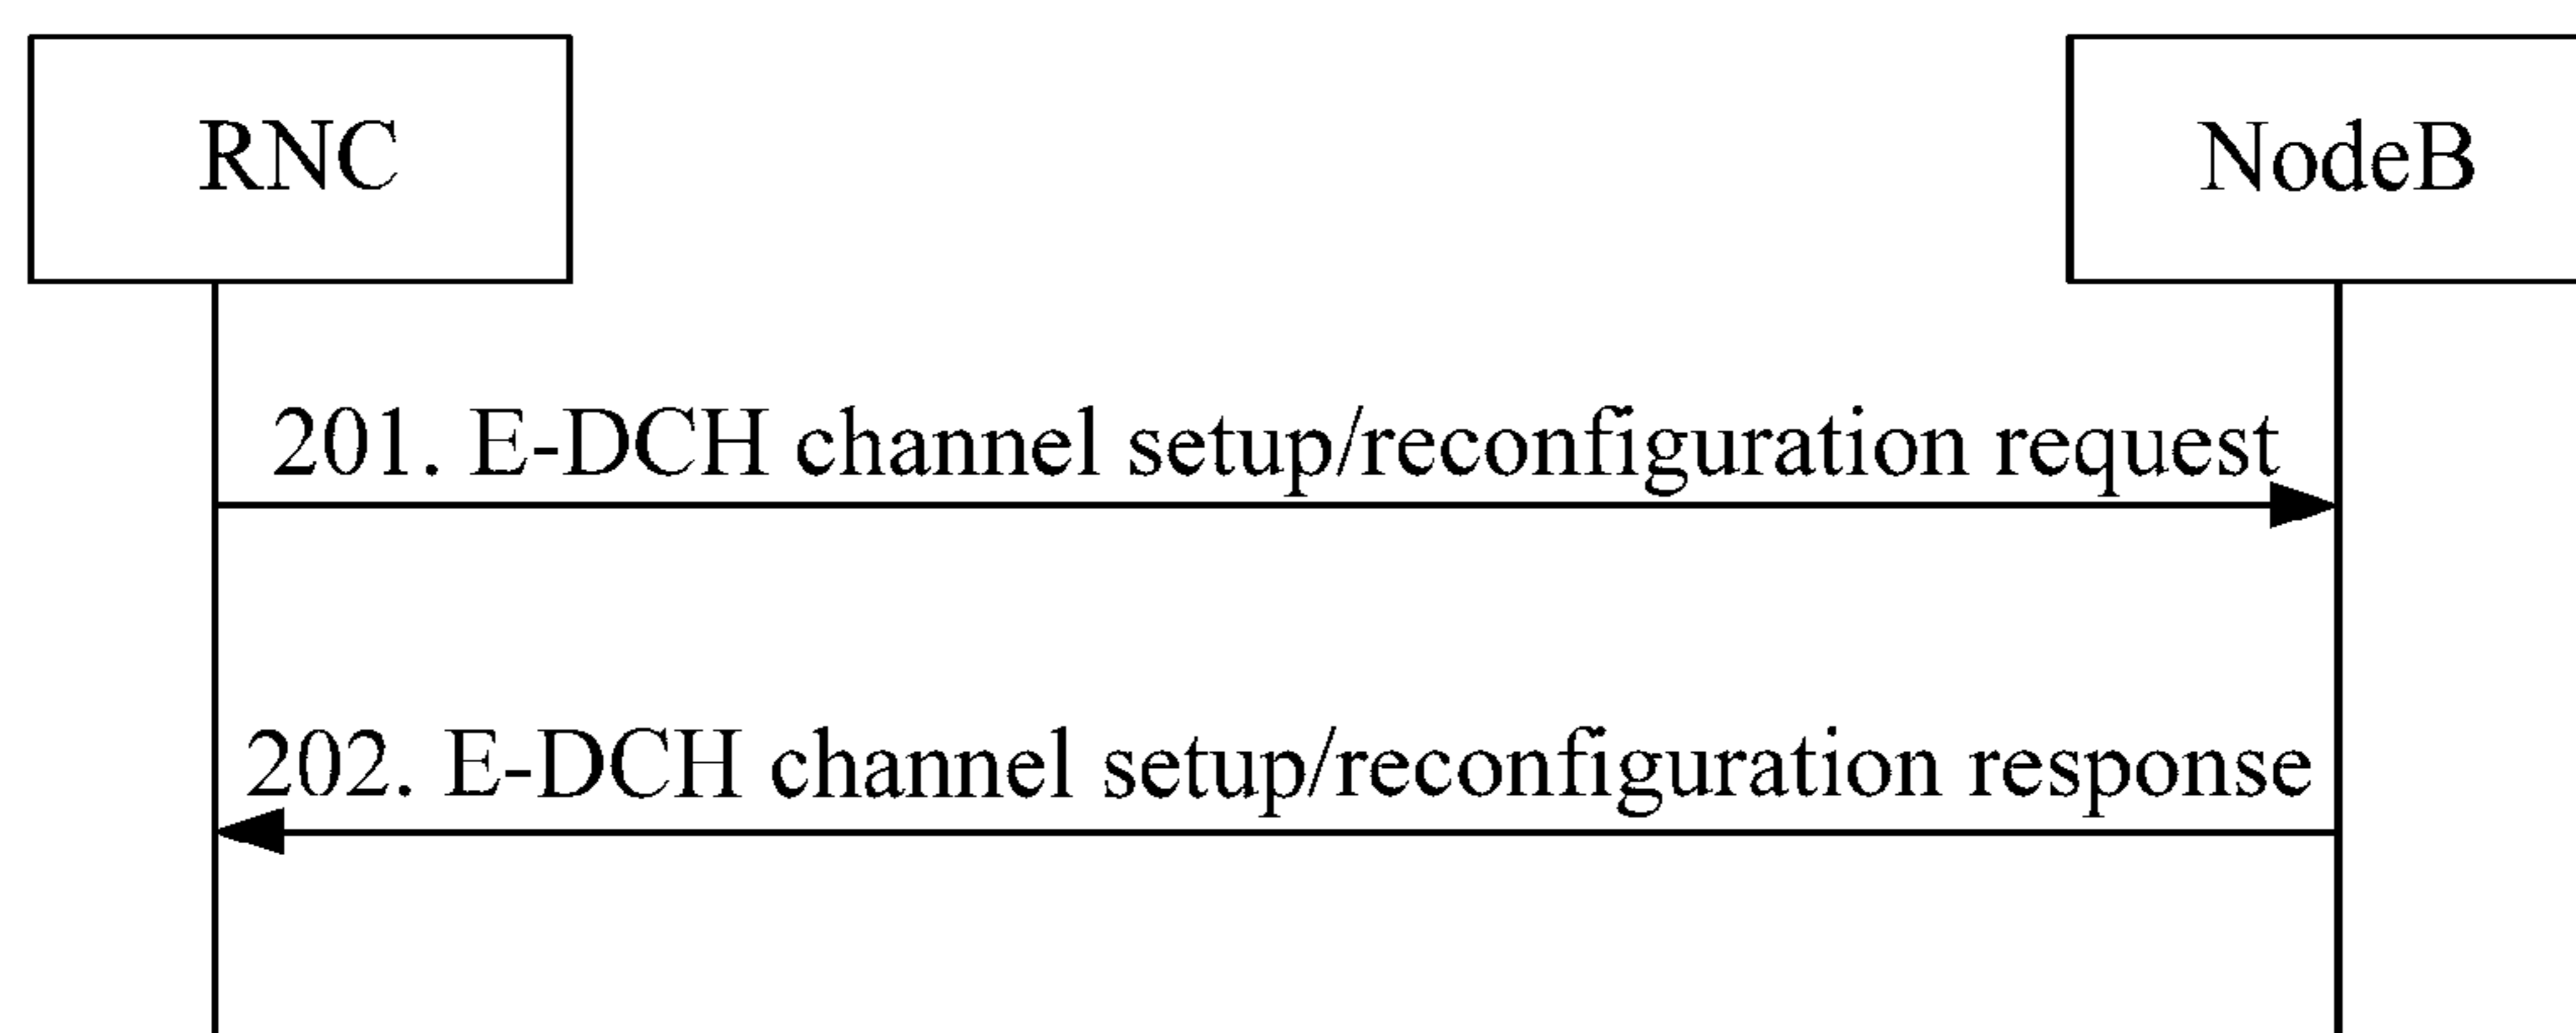 RNC
NodeB
201. E-DCH channel setup/reconfiguration request
202. E-DCH channel setup/reconfiguration response